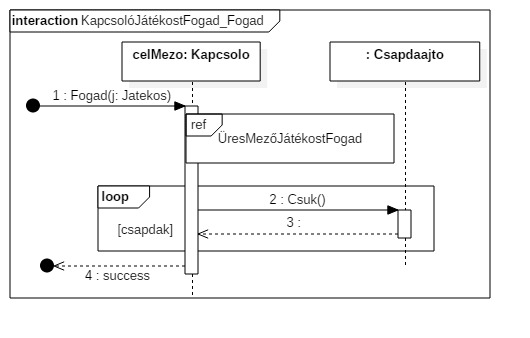 interaction KapcsolóJátékostFogad_Fogad
celMezo: Kapcsolo
: Csapdaajto
1 : Fogad(j: Jatekos)
ref
ÜresMezőJátékostFogad
loop
2 : Csuk()
3 :
[csapdak]
4 : success